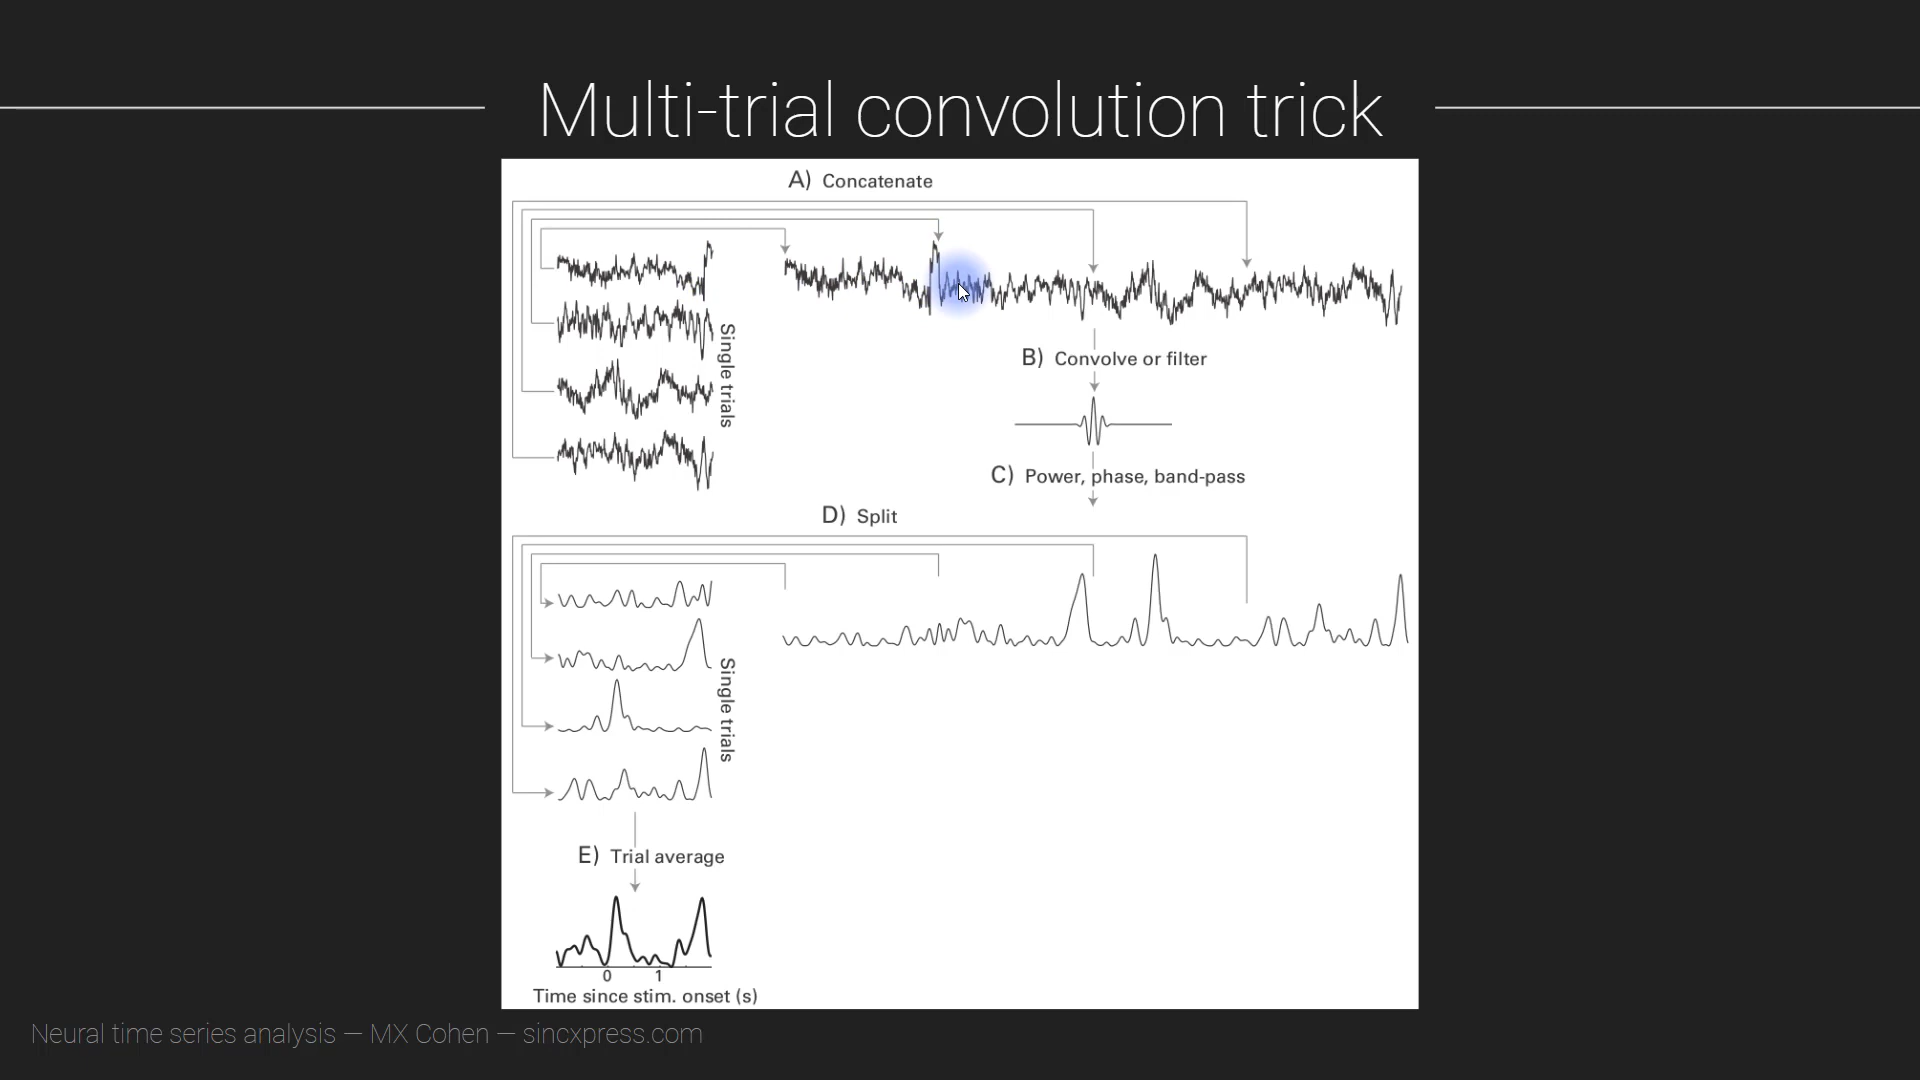 Multi-trial convolution trick
A) Concatenate
Single trials
B) Convolve or filter
C) Power, phase, band-pass
D) Split
Single trials
E) Trial average
0 1
Time since stim. onset (s)
Neural time series analysis — MX Cohen — sincxpress.com